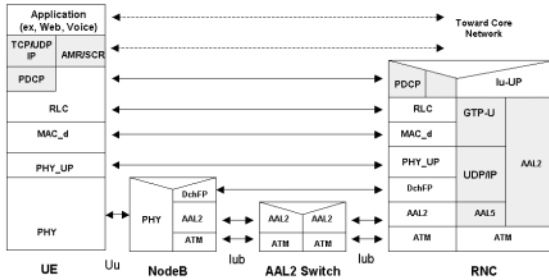 Application
(ex, Web, Voice)
Toward Core
Network
TCP/UDP
IP
AMR/SCR
PDCP
PDCP
Iu-UP
RLC
RLC
GTP-U
MAC_d
MAC_d
AAL2
PHY_UP
PHY_UP
UDP/IP
DchFP
DchFP
PHY
PHY
AAL2
AAL2
AAL2
AAL2
AAL5
ATM
ATM
ATM
ATM
ATM
UE
Uu
NodeB
Iub
AAL2 Switch
Iub
RNC